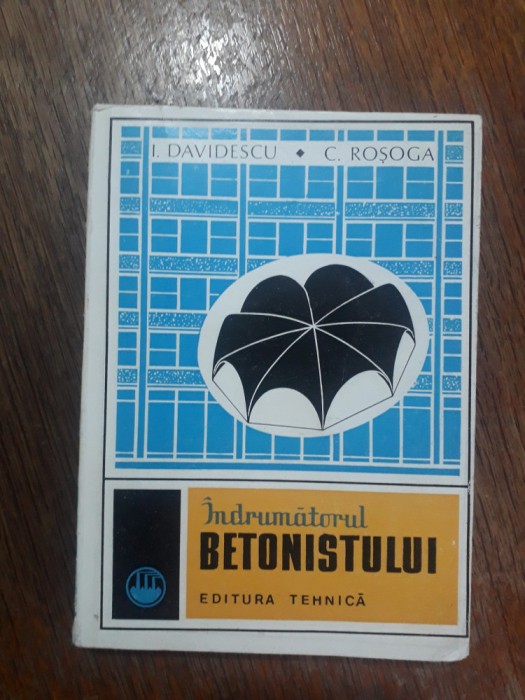 I. DAVIDESCU ◆ C. ROȘOGA
Îndrumătorul
BETONISTULUI
EDITURA TEHNICĂ